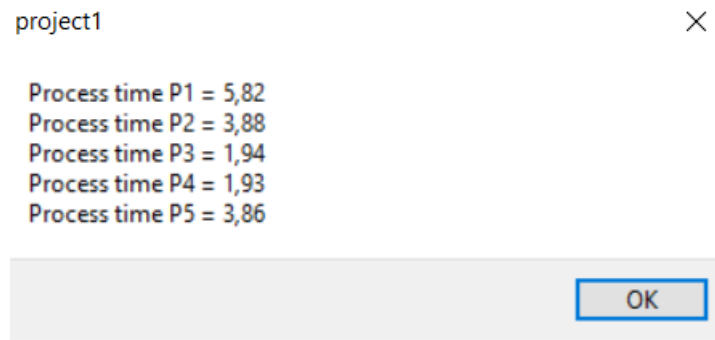 project1
Process time P1 = 5,82
Process time P2 = 3,88
Process time P3 = 1,94
Process time P4 = 1,93
Process time P5 = 3,86
OK